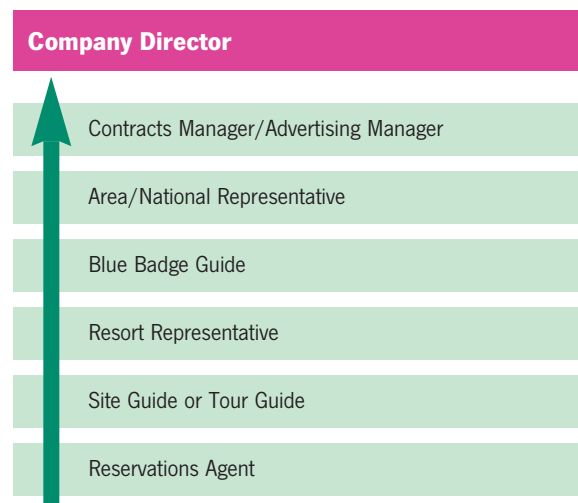 Company Director
Contracts Manager/Advertising Manager
Area/National Representative
Blue Badge Guide
Resort Representative
Site Guide or Tour Guide
Reservations Agent